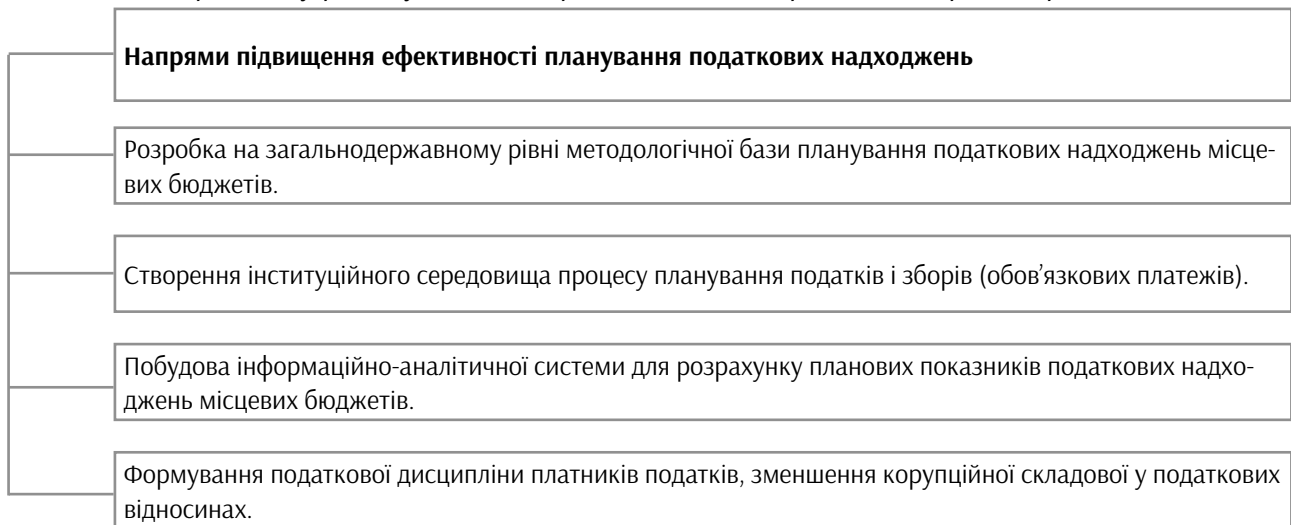 Напрями підвищення ефективності планування податкових надходжень
Розробка на загальнодержавному рівні методологічної бази планування податкових надходжень місце-
вих бюджетів.
Створення інституційного середовища процесу планування податків і зборів (обов’язкових платежів).
Побудова інформаційно-аналітичної системи для розрахунку планових показників податкових надхо-
джень місцевих бюджетів.
Формування податкової дисципліни платників податків, зменшення корупційної складової у податкових
відносинах.